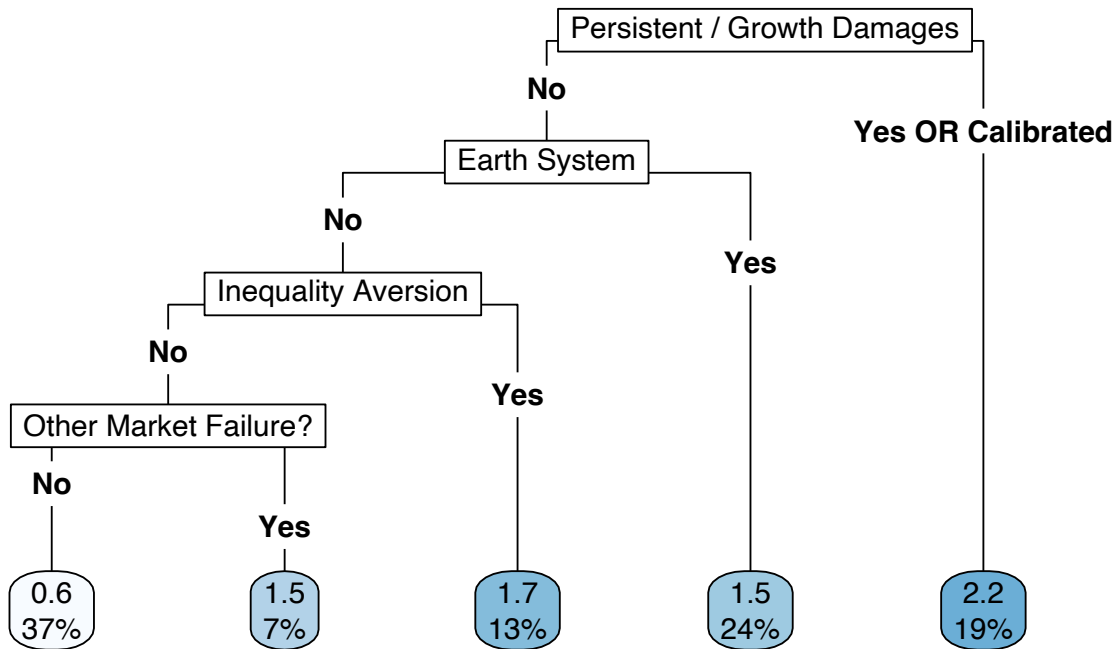 Persistent / Growth Damages
No
Yes OR Calibrated
Earth System
No
Yes
Inequality Aversion
No
Yes
Other Market Failure?
No
Yes
0.6
37%
1.5
7%
1.7
13%
1.5
24%
2.2
19%